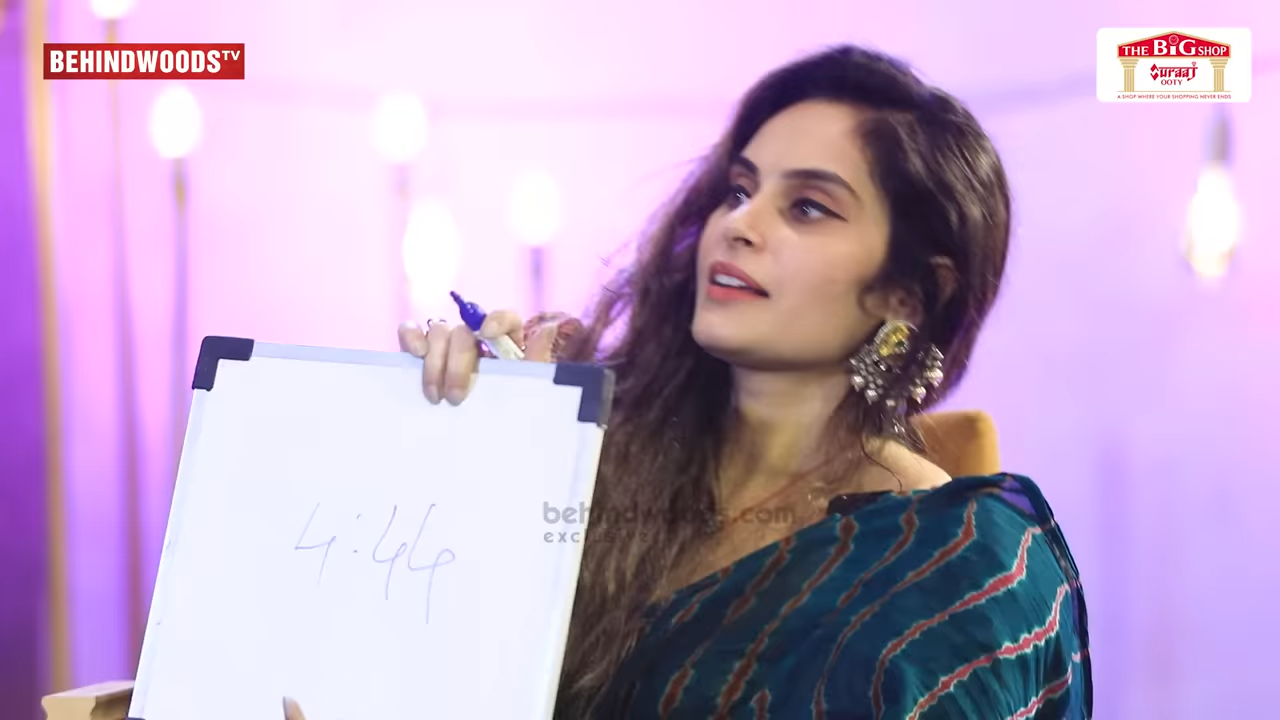 BEHINDWOODS TV
THE BiG SHOP
Suraaj
OOTY
A SHOP WHERE YOUR SHOPPING NEVER ENDS
4:44
behindwoods.com
exclusive